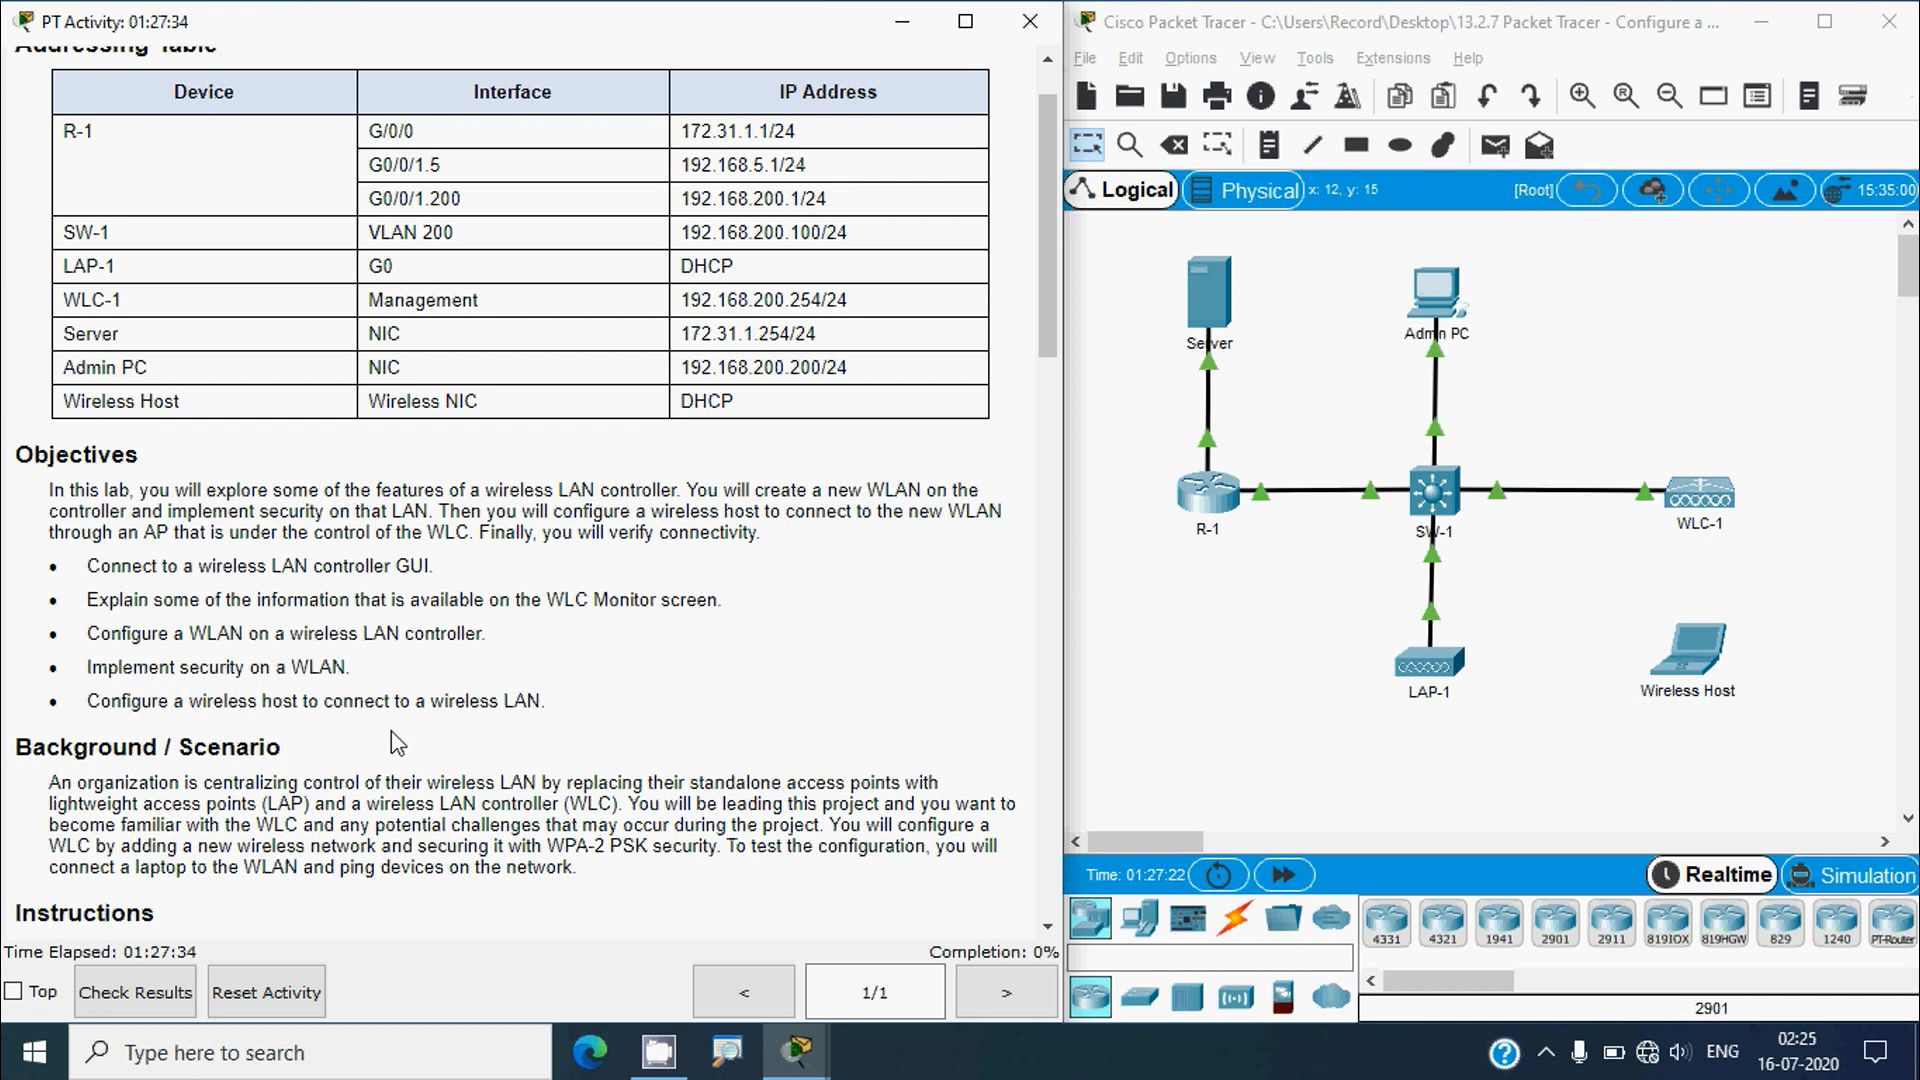 PT Activity: 01:27:34
Addressing Table
Device Interface IP Address
R-1 G/0/0 172.31.1.1/24
G0/0/1.5 192.168.5.1/24
G0/0/1.200 192.168.200.1/24
SW-1 VLAN 200 192.168.200.100/24
LAP-1 G0 DHCP
WLC-1 Management 192.168.200.254/24
Server NIC 172.31.1.254/24
Admin PC NIC 192.168.200.200/24
Wireless Host Wireless NIC DHCP
Objectives
In this lab, you will explore some of the features of a wireless LAN controller. You will create a new WLAN on the
controller and implement security on that LAN. Then you will configure a wireless host to connect to the new WLAN
through an AP that is under the control of the WLC. Finally, you will verify connectivity.
• Connect to a wireless LAN controller GUI.
• Explain some of the information that is available on the WLC Monitor screen.
• Configure a WLAN on a wireless LAN controller.
• Implement security on a WLAN.
• Configure a wireless host to connect to a wireless LAN.
Background / Scenario
An organization is centralizing control of their wireless LAN by replacing their standalone access points with
lightweight access points (LAP) and a wireless LAN controller (WLC). You will be leading this project and you want to
become familiar with the WLC and any potential challenges that may occur during the project. You will configure a
WLC by adding a new wireless network and securing it with WPA-2 PSK security. To test the configuration, you will
connect a laptop to the WLAN and ping devices on the network.
Instructions
Time Elapsed: 01:27:34 Completion: 0%
Top Check Results Reset Activity < 1/1 >
Cisco Packet Tracer - C:\Users\Record\Desktop\13.2.7 Packet Tracer - Configure a ...
File Edit Options View Tools Extensions Help
Logical Physical x: 12, y: 15 [Root] 15:35:00
Server
Admin PC
R-1
SW-1
WLC-1
LAP-1
Wireless Host
Time: 01:27:22 Realtime Simulation
4331 4321 1941 2901 2911 819IOX 819HGW 829 1240 PT-Router
2901
Type here to search
ENG
02:25
16-07-2020